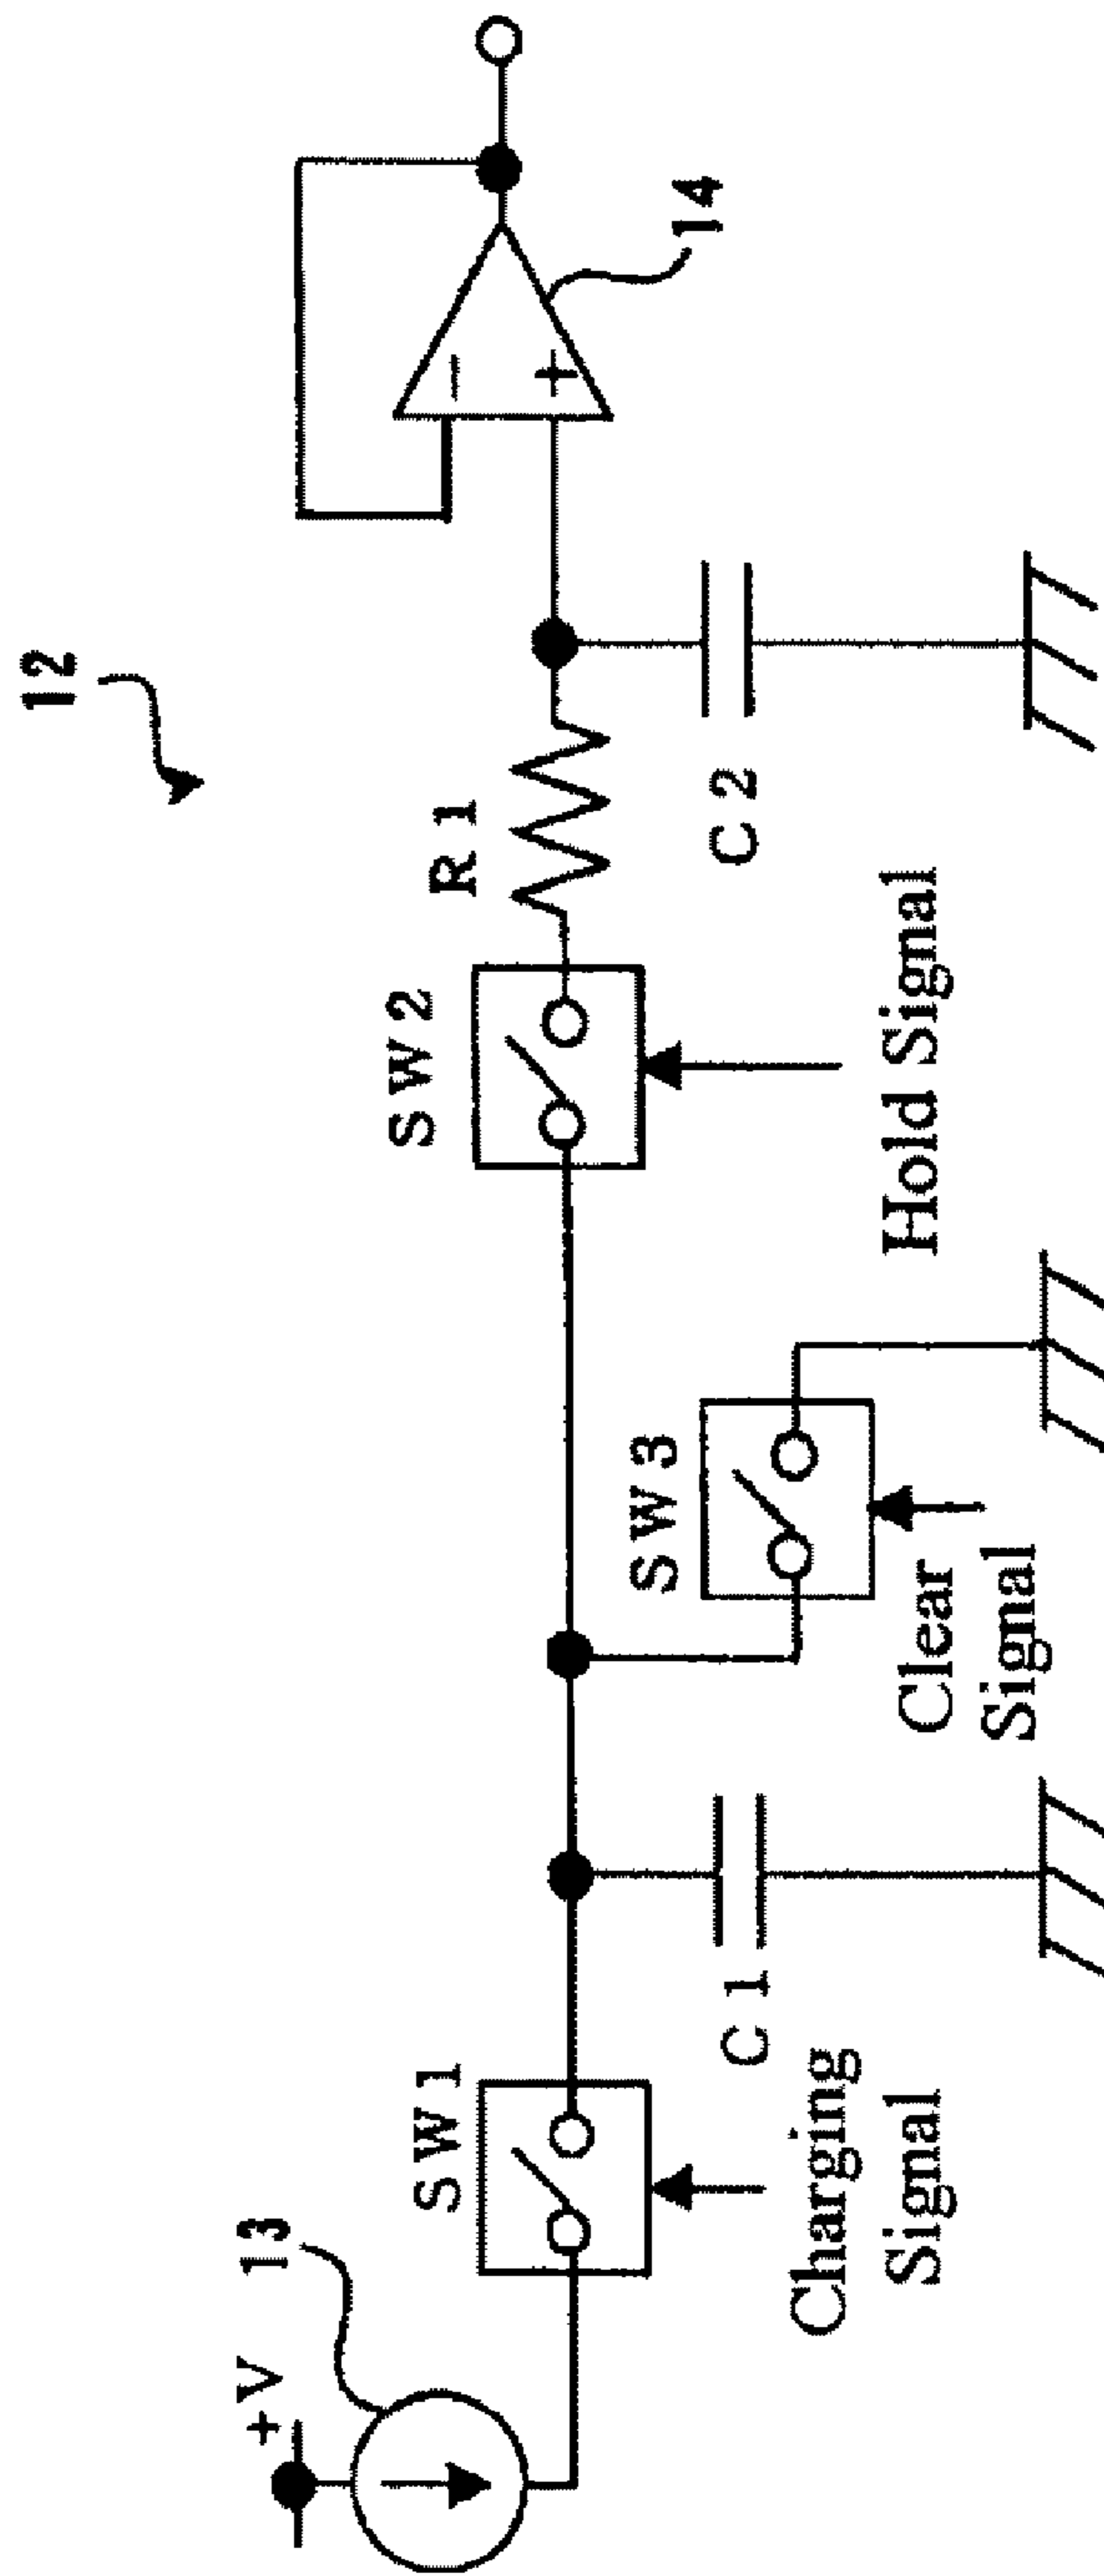 12
+V
13
SW1
Charging
Signal
C1
SW3
Clear
Signal
SW2
Hold Signal
R1
C2
−
+
14